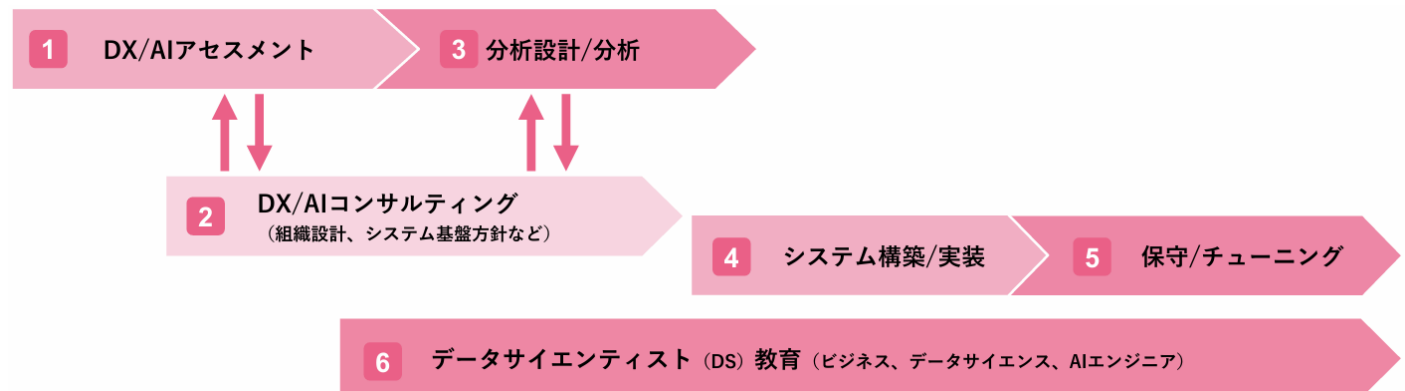 1 DX/AIアセスメント
3 分析設計/分析
2 DX/AIコンサルティング
（組織設計、システム基盤方針など）
4 システム構築/実装
5 保守/チューニング
6 データサイエンティスト（DS）教育（ビジネス、データサイエンス、AIエンジニア）